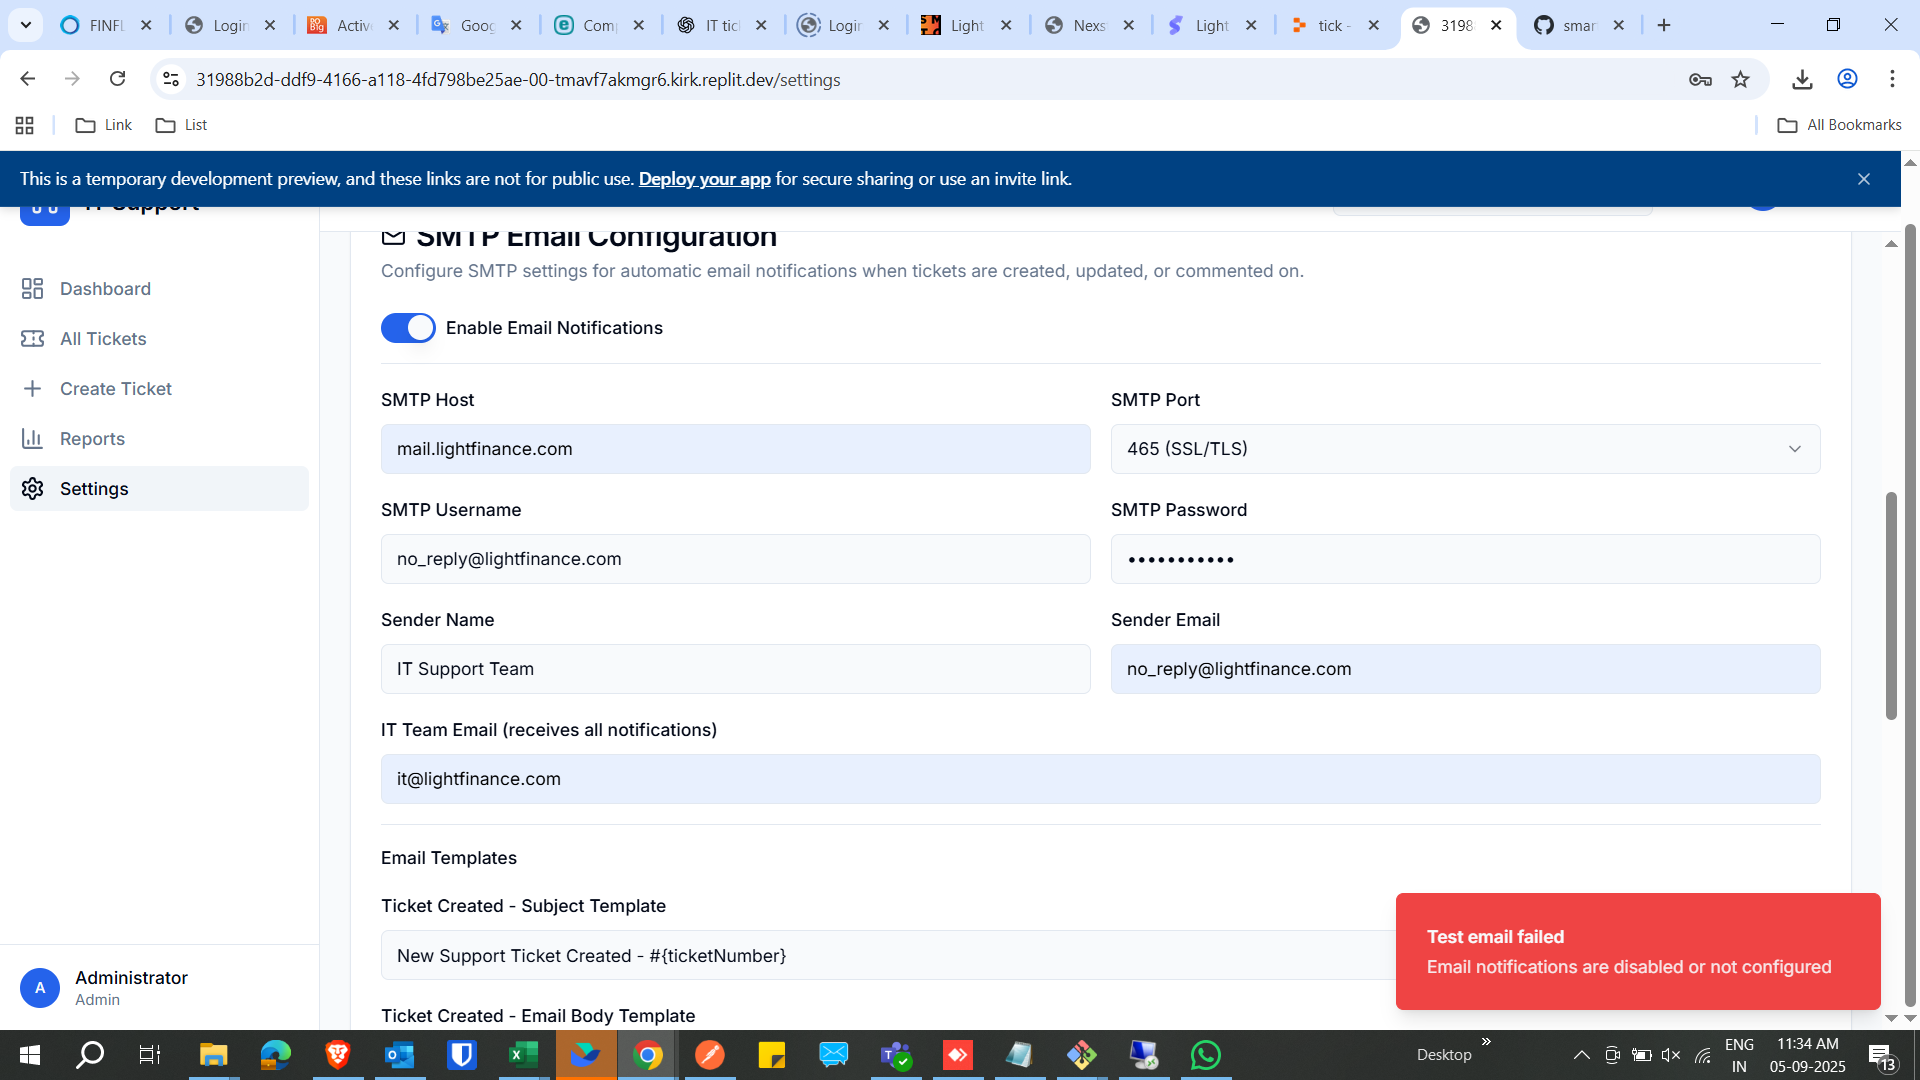 FINFL
Login
Active
Goog
Comp
IT tic
Login
Light
Nexs
Light
tick -
3198
smar
31988b2d-ddf9-4166-a118-4fd798be25ae-00-tmavf7akmgr6.kirk.replit.dev/settings
Link
List
All Bookmarks
This is a temporary development preview, and these links are not for public use. Deploy your app for secure sharing or use an invite link.
IT Support
Dashboard
All Tickets
Create Ticket
Reports
Settings
SMTP Email Configuration
Configure SMTP settings for automatic email notifications when tickets are created, updated, or commented on.
Enable Email Notifications
SMTP Host
SMTP Port
mail.lightfinance.com
465 (SSL/TLS)
SMTP Username
SMTP Password
no_reply@lightfinance.com
•••••••••••
Sender Name
Sender Email
IT Support Team
no_reply@lightfinance.com
IT Team Email (receives all notifications)
it@lightfinance.com
Email Templates
Ticket Created - Subject Template
New Support Ticket Created - #{ticketNumber}
Ticket Created - Email Body Template
Test email failed
Email notifications are disabled or not configured
A
Administrator
Admin
Desktop
ENG
IN
11:34 AM
05-09-2025
13